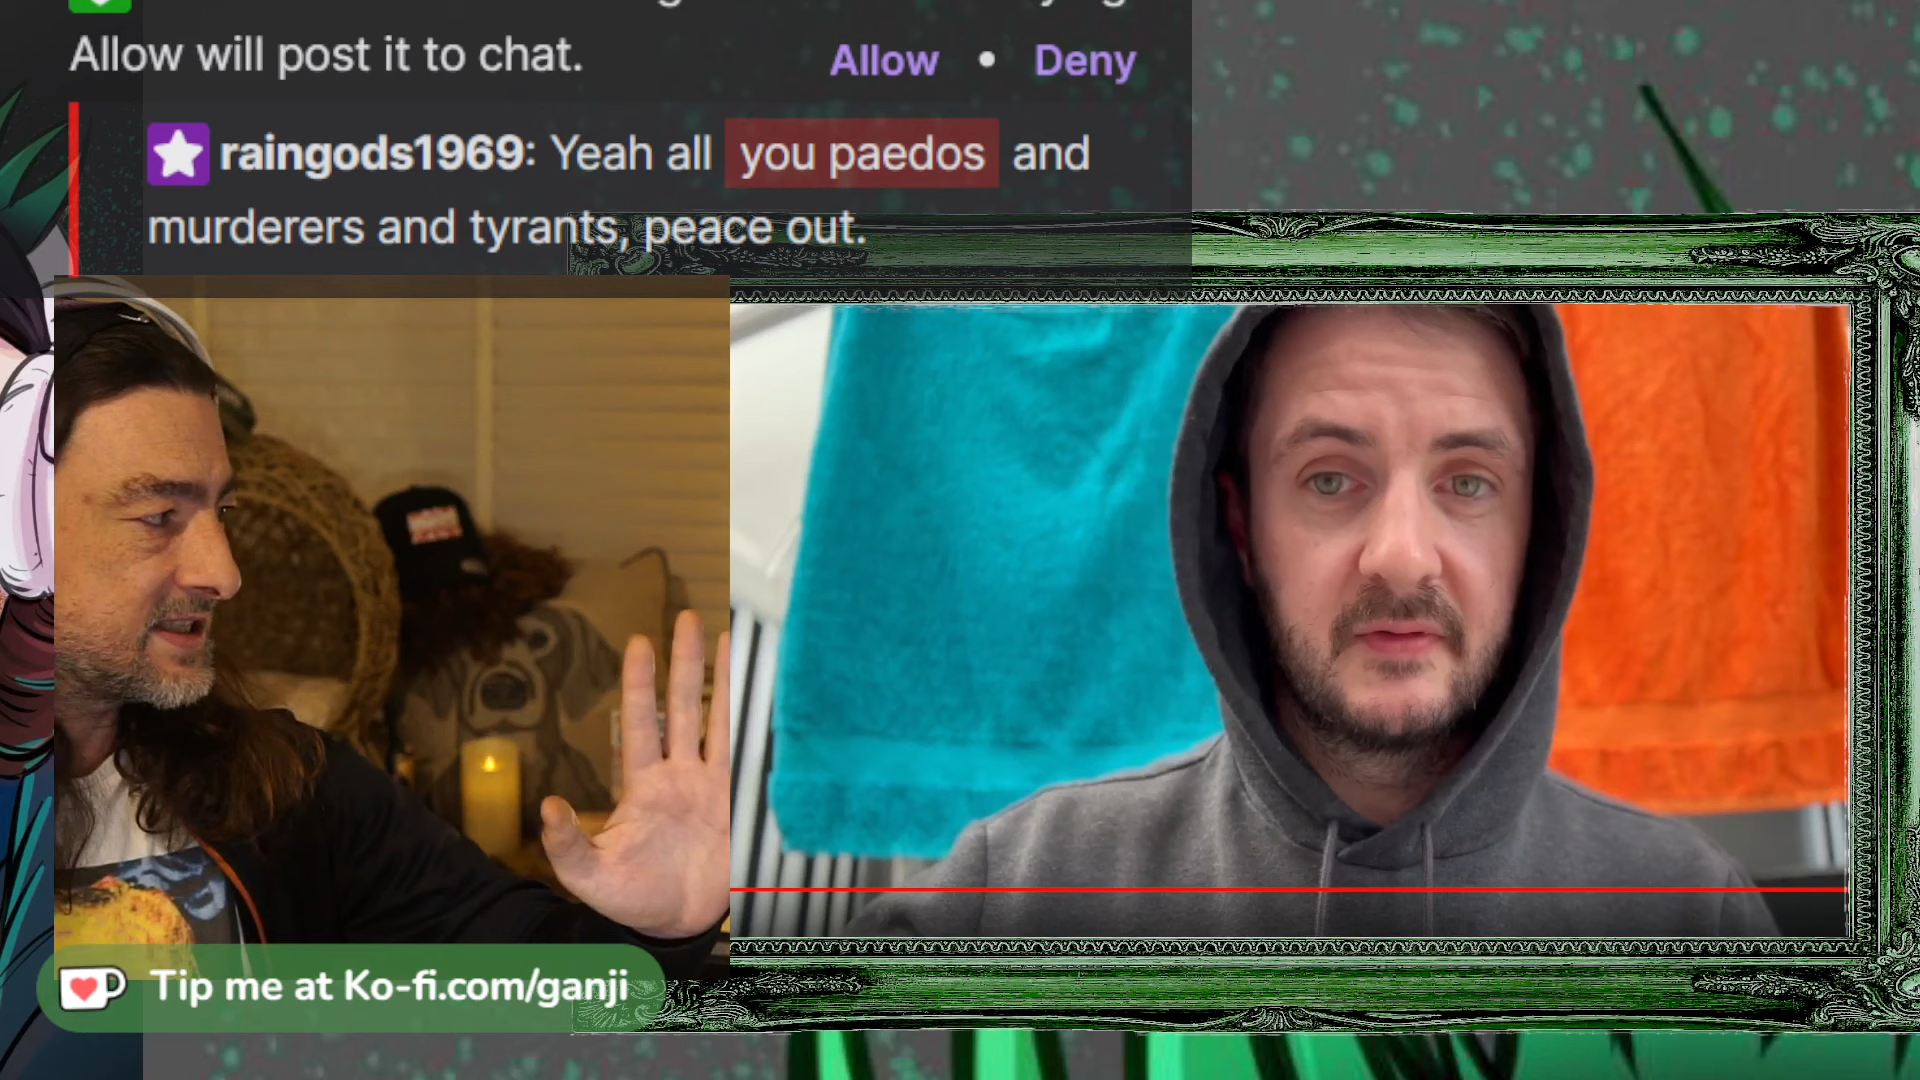 Allow will post it to chat.
Allow • Deny
raingods1969: Yeah all you paedos and
murderers and tyrants, peace out.
Tip me at Ko-fi.com/ganji